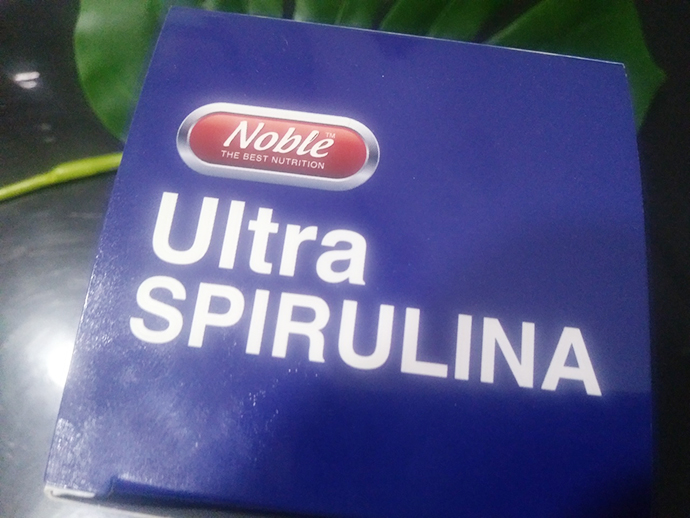 Noble™
THE BEST NUTRITION
Ultra
SPIRULINA